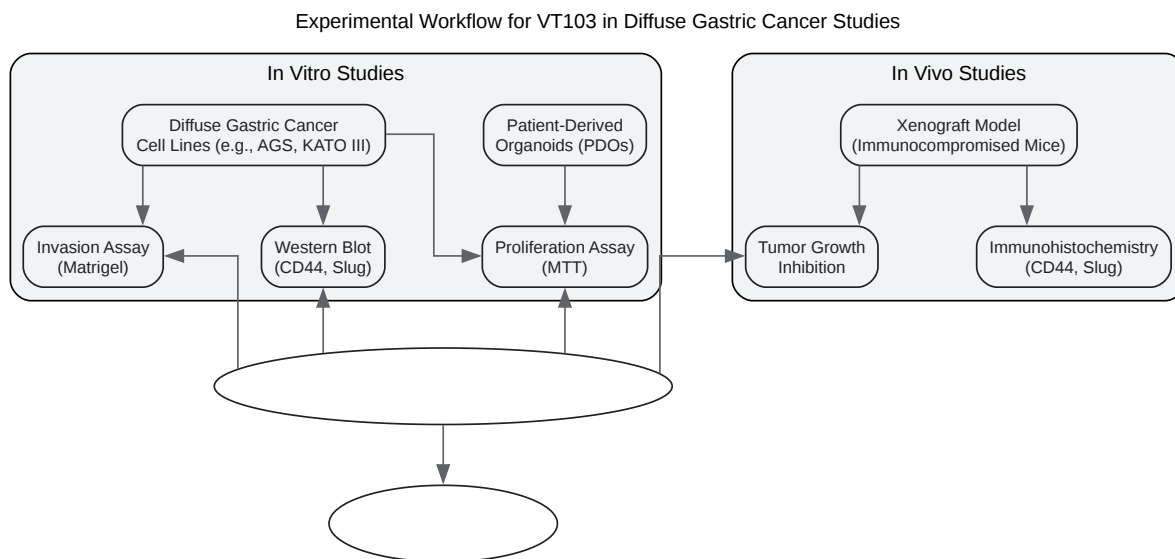 Experimental Workflow for VT103 in Diffuse Gastric Cancer Studies
In Vitro Studies
Diffuse Gastric Cancer
Cell Lines (e.g., AGS, KATO III)
Patient-Derived
Organoids (PDOs)
Invasion Assay
(Matrigel)
Western Blot
(CD44, Slug)
Proliferation Assay
(MTT)
In Vivo Studies
Xenograft Model
(Immunocompromised Mice)
Tumor Growth
Inhibition
Immunohistochemistry
(CD44, Slug)